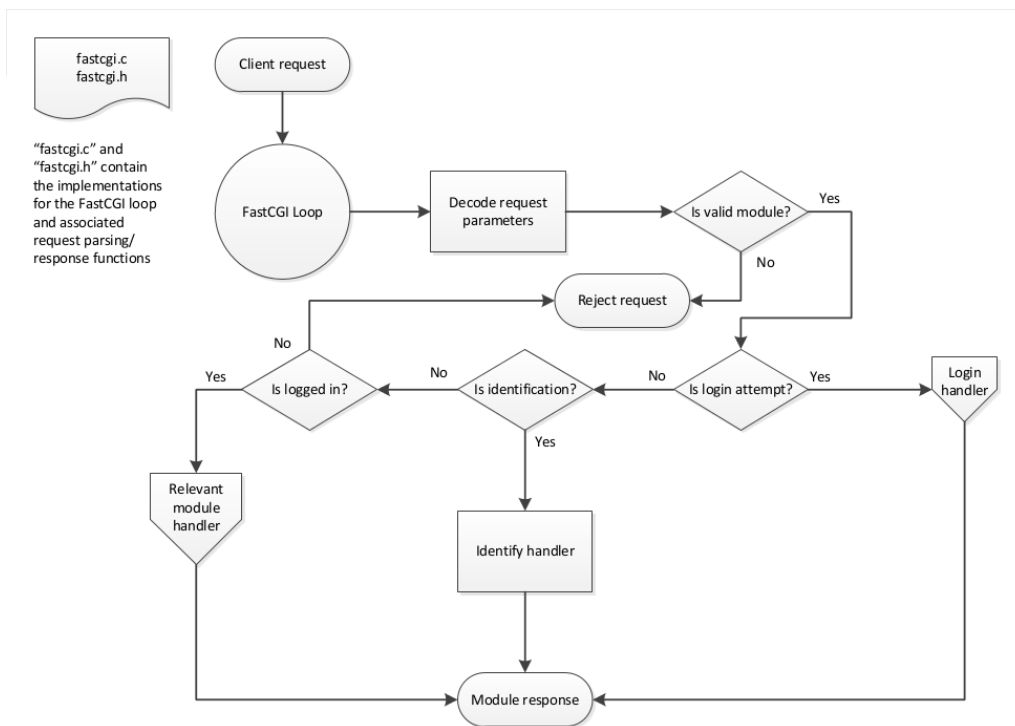 fastcgi.c
fastcgi.h
Client request
"fastcgi.c" and
"fastcgi.h" contain
the implementations
for the FastCGI loop
and associated
request parsing/
response functions
FastCGI Loop
Decode request
parameters
Is valid module?
Yes
No
Reject request
No
Yes
Is logged in?
No
Is identification?
No
Is login attempt?
Yes
Login
handler
Yes
Relevant
module
handler
Identify handler
Module response